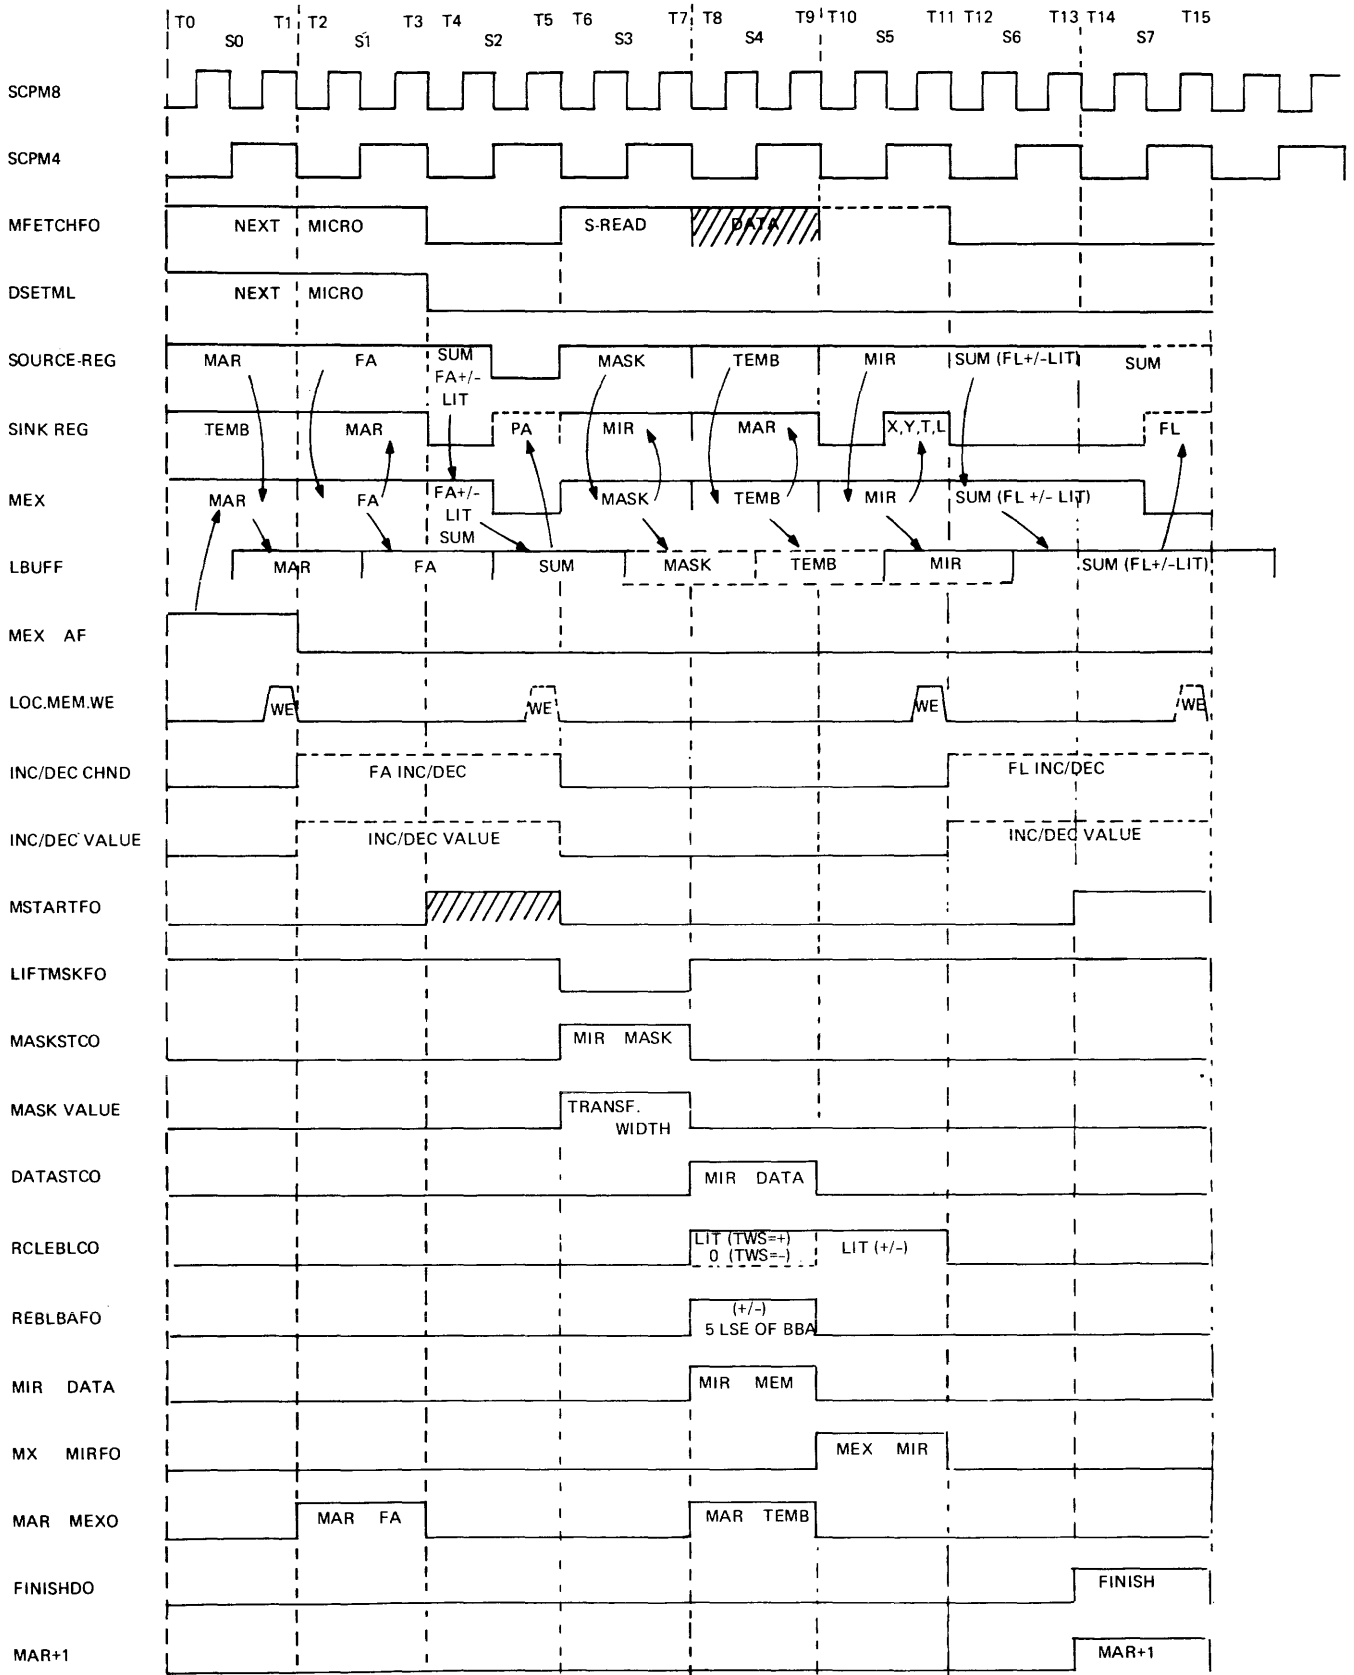 T0 T1 T2 T3 T4 T5 T6 T7 T8 T9 T10 T11 T12 T13 T14 T15
S0 S1 S2 S3 S4 S5 S6 S7
SCPM8
SCPM4
MFETCHFO NEXT MICRO S-READ DATA
DSETML NEXT MICRO
SOURCE-REG MAR FA SUM FA+/- LIT MASK TEMB MIR SUM (FL+/-LIT) SUM
SINK REG TEMB MAR PA MIR MAR X,Y,T,L FL
MEX MAR FA FA+/- LIT SUM MASK TEMB MIR SUM (FL +/- LIT)
LBUFF MAR FA SUM MASK TEMB MIR SUM (FL+/-LIT)
MEX AF
LOC.MEM.WE WE WE WE WE
INC/DEC CHND FA INC/DEC FL INC/DEC
INC/DEC VALUE INC/DEC VALUE INC/DEC VALUE
MSTARTFO
LIFTMSKFO
MASKSTCO MIR MASK
MASK VALUE TRANSF.
WIDTH
DATASTCO MIR DATA
RCLEBLCO LIT (TWS=+) LIT (+/-)
0 (TWS=-)
REBLBAFO (+/-)
5 LSE OF BBA
MIR DATA MIR MEM
MX MIRFO MEX MIR
MAR MEXO MAR FA MAR TEMB
FINISHDO FINISH
MAR+1 MAR+1